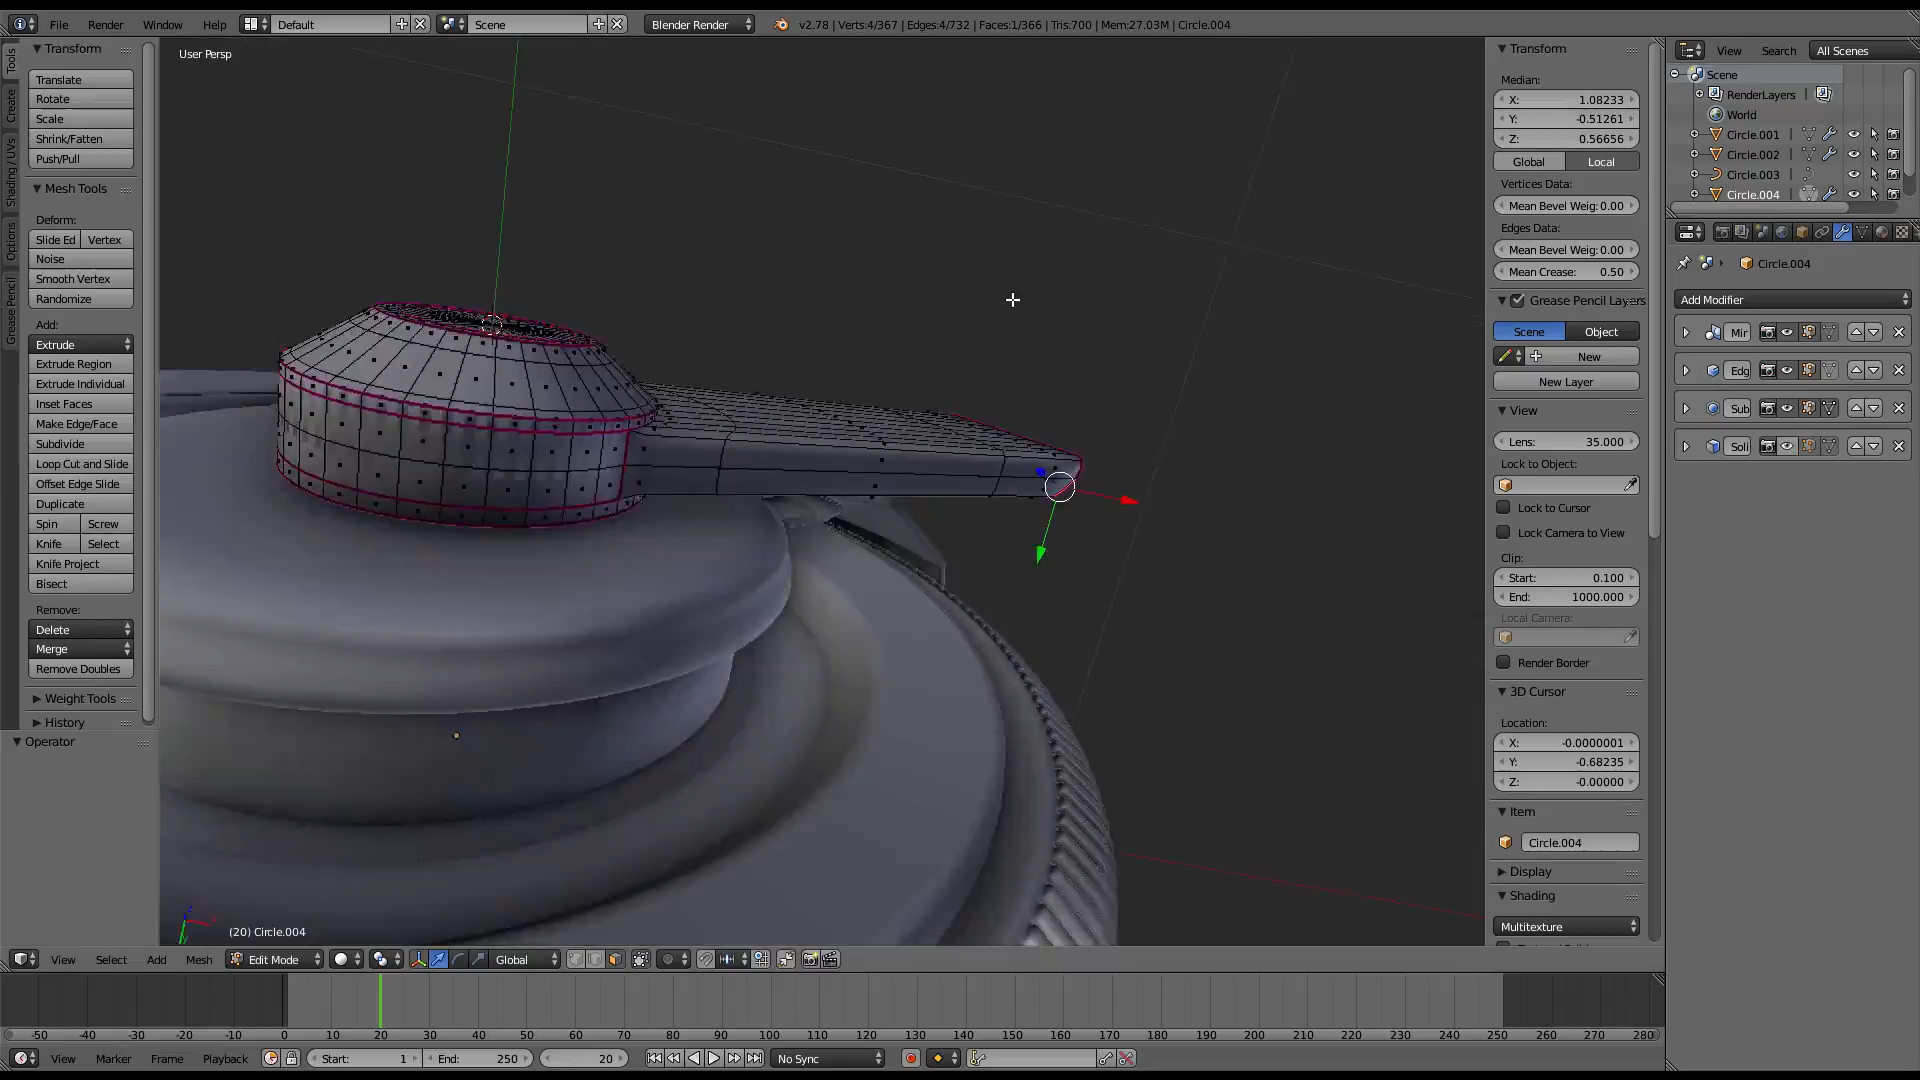 File Render Window Help Default Scene Blender Render v2.78 | Verts:4/367 | Edges:4/732 | Faces:1/366 | Tris:700 | Mem:27.03M | Circle.004
Tools
Create
Shading / UVs
Options
Grease Pencil
Transform
Translate
Rotate
Scale
Shrink/Fatten
Push/Pull
Mesh Tools
Deform:
Slide Ed Vertex
Noise
Smooth Vertex
Randomize
Add:
Extrude
Extrude Region
Extrude Individual
Inset Faces
Make Edge/Face
Subdivide
Loop Cut and Slide
Offset Edge Slide
Duplicate
Spin Screw
Knife Select
Knife Project
Bisect
Remove:
Delete
Merge
Remove Doubles
Weight Tools
History
Operator
User Persp
(20) Circle.004
Transform
Median:
X: 1.08233
Y: -0.51261
Z: 0.56656
Global Local
Vertices Data:
Mean Bevel Weig: 0.00
Edges Data:
Mean Bevel Weig: 0.00
Mean Crease: 0.50
Grease Pencil Layers
Scene Object
New
New Layer
View
Lens: 35.000
Lock to Object:
Lock to Cursor
Lock Camera to View
Clip:
Start: 0.100
End: 1000.000
Local Camera:
Render Border
3D Cursor
Location:
X: -0.0000001
Y: -0.68235
Z: -0.00000
Item
Circle.004
Display
Shading
Multitexture
View Search All Scenes
Scene
RenderLayers |
World
Circle.001 |
Circle.002 |
Circle.003 |
Circle.004 |
Circle.004
Add Modifier
Mir
Edg
Sub
Soli
View Select Add Mesh Edit Mode Global
-50 -40 -30 -20 -10 0 10 20 30 40 50 60 70 80 90 100 110 120 130 140 150 160 170 180 190 200 210 220 230 240 250 260 270 280
View Marker Frame Playback Start: 1 End: 250 20 No Sync